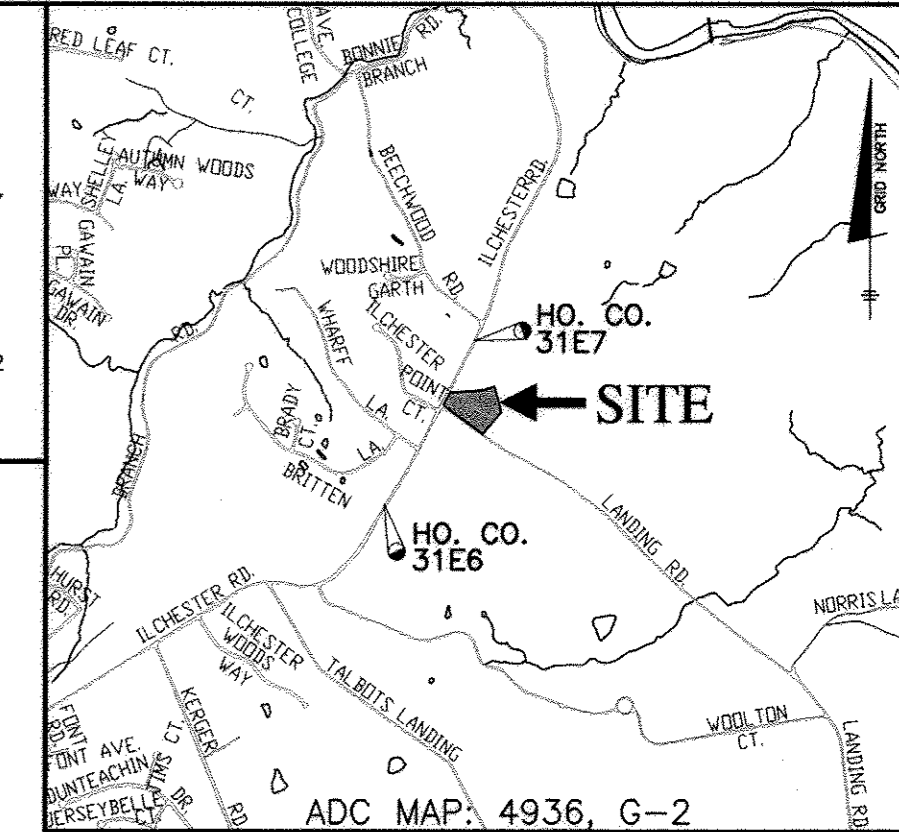 RED LEAF CT.
AVE.
COLLEGE
BONNIE
RD.
BRANCH
CT.
AUTUMN WOODS
WAY
SHELLEY
LA.
WAY
GAWAIN
PL.
GAWAIN
DR.
BEECHWOOD
RD.
ILCHESTER RD.
GRID NORTH
WOODSHIRE
GARTH
ILCHESTER
POINT
CT.
WHARFF
LA.
HO. CO.
31E7
SITE
RD.
BRANCH
BRADY
CT.
LA.
BRITTEN
HO. CO.
31E6
LANDING RD.
NORRIS LA
HURST
RD.
ILCHESTER RD.
ILCHESTER
WOODS
WAY
TALBOTS LANDING
WOOLTON
CT.
LANDING RD
KERGER
RD.
FONT
RD.
FONT AVE.
DUNTEACHIN
DR.
TIMS CT.
JERSEYBELLE
CT.
ADC MAP: 4936, G-2